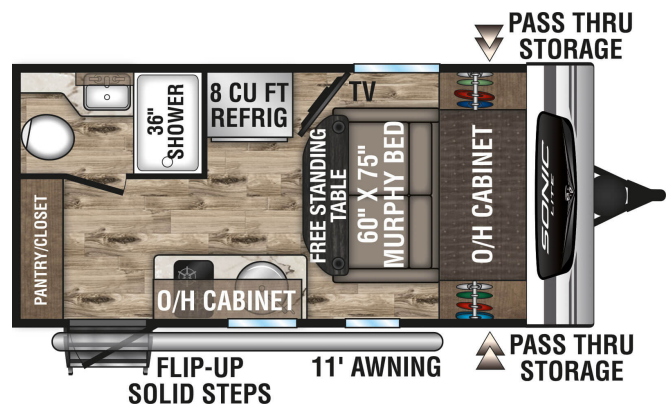 PASS THRU
STORAGE
36"
SHOWER
8 CU FT
REFRIG
TV
FREE STANDING
TABLE
60" X 75"
MURPHY BED
O/H CABINET
SONIC
LITE
PANTRY/CLOSET
O/H CABINET
FLIP-UP
SOLID STEPS
11' AWNING
PASS THRU
STORAGE